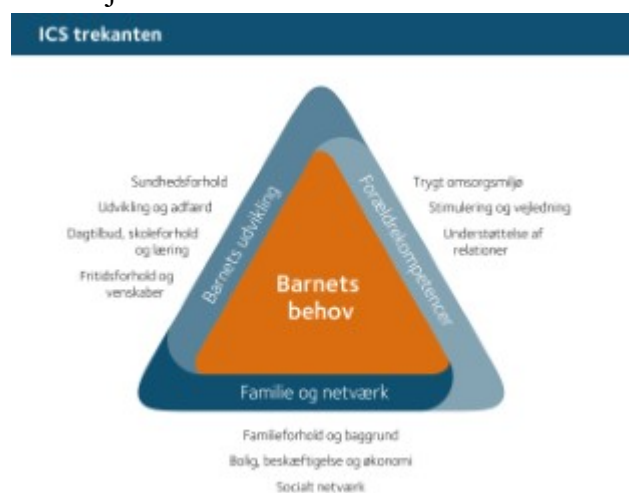 ICS trekanten
Sundhedsforhold
Udvikling og adfærd
Dagtilbud, skoleforhold
og læring
Fritidsforhold og
venskaber
Barnets udvikling
Forældrekompetencer
Trygt omsorgsmiljø
Stimulering og vejledning
Understøttelse af
relationer
Barnets
behov
Familie og netværk
Familieforhold og baggrund
Bolig, beskæftigelse og økonomi
Socialt netværk